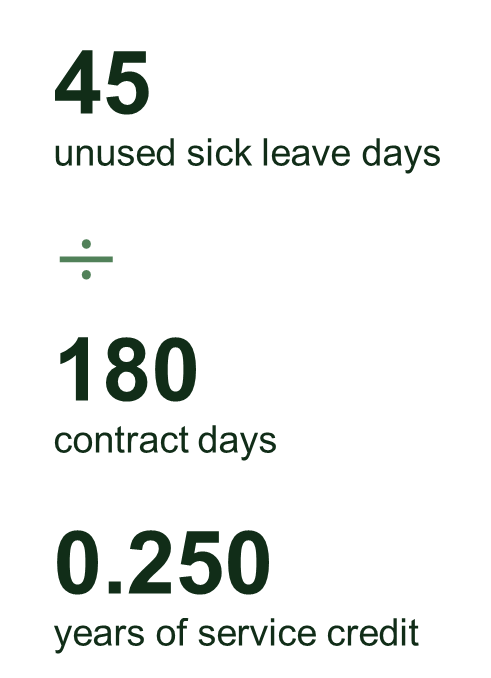 45
unused sick leave days
÷
180
contract days
0.250
years of service credit